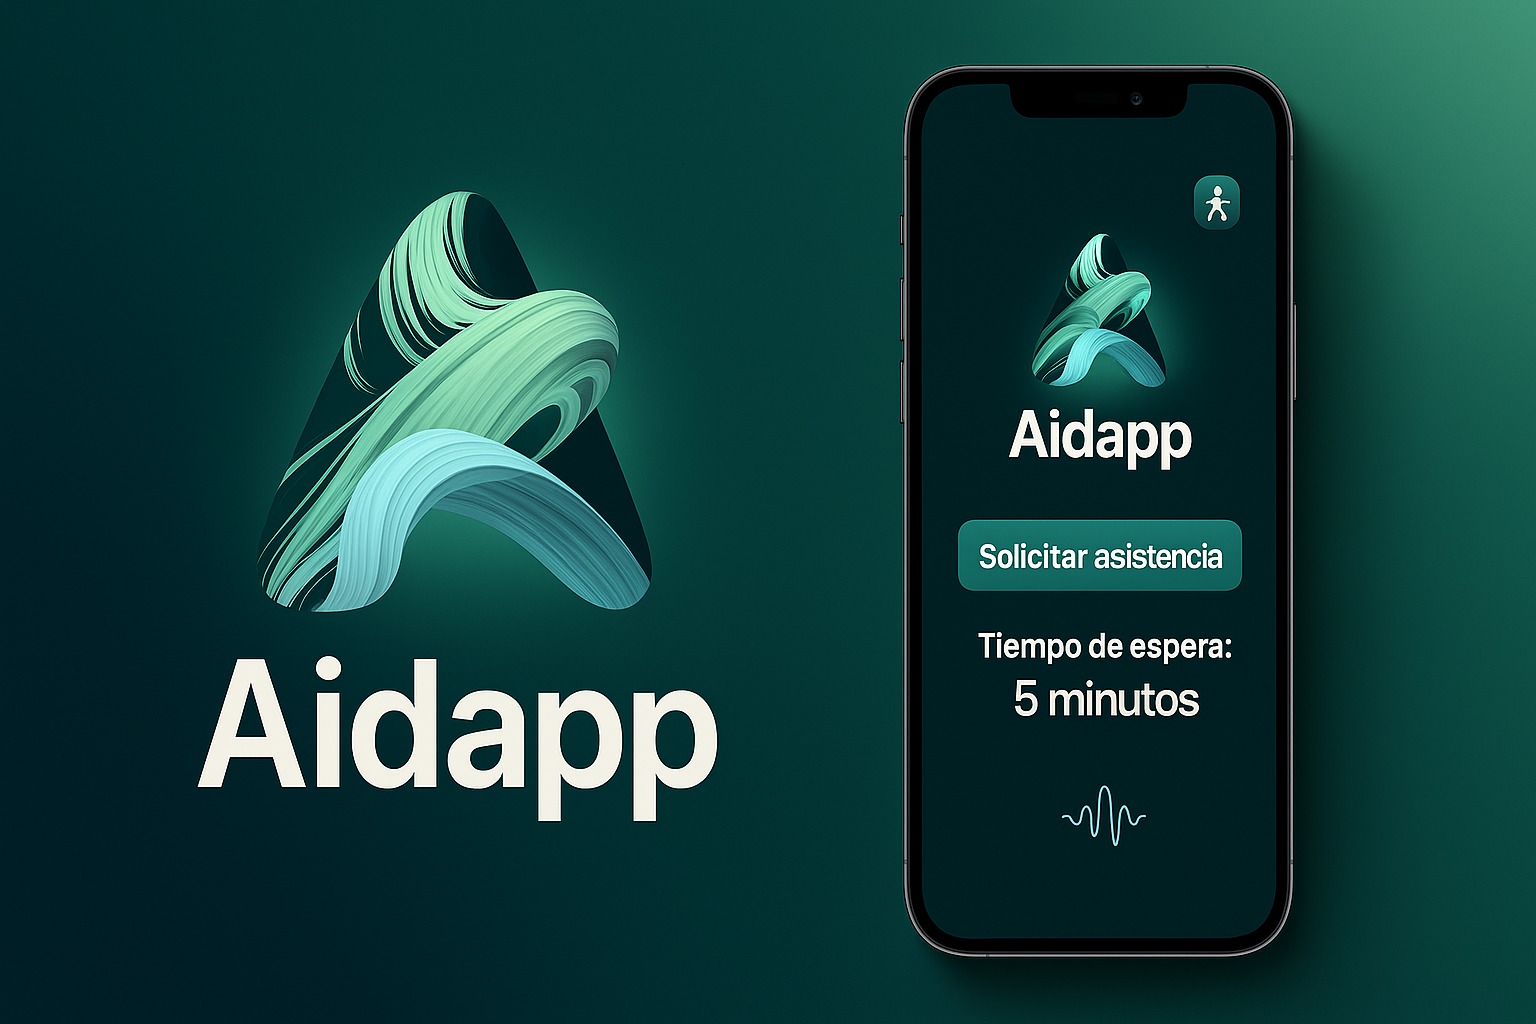 Aidapp
Aidapp
Solicitar asistencia
Tiempo de espera:
5 minutos